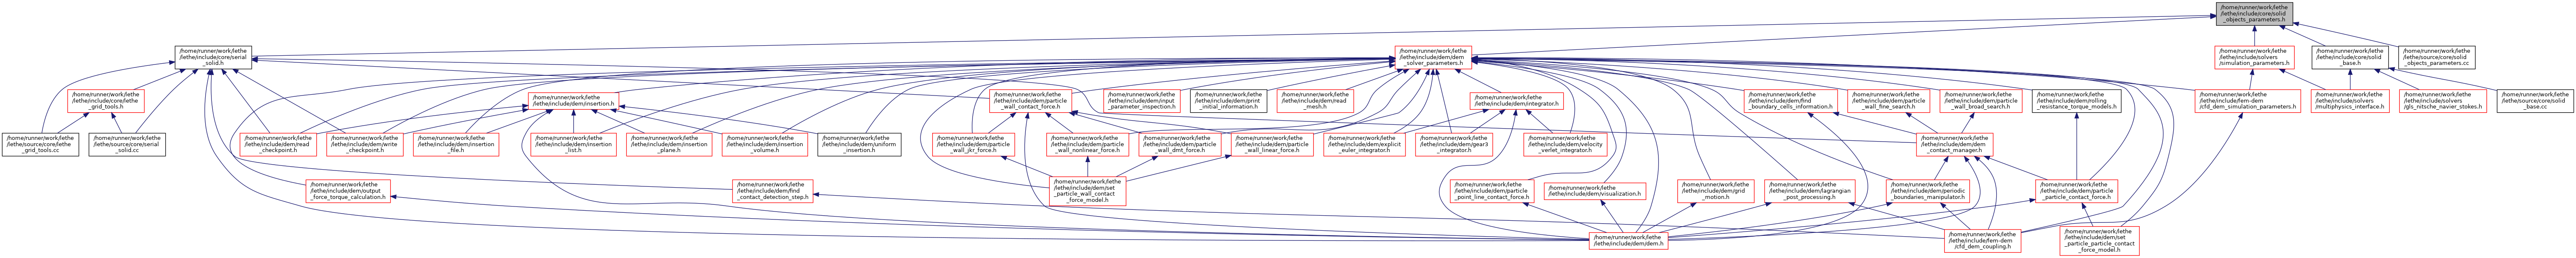 /home/runner/work/lethe
/lethe/include/core/solid
_objects_parameters.h
/home/runner/work/lethe
/lethe/include/core/serial
_solid.h
/home/runner/work/lethe
/lethe/include/dem/dem
_solver_parameters.h
/home/runner/work/lethe
/lethe/include/solvers
/simulation_parameters.h
/home/runner/work/lethe
/lethe/include/core/solid
_base.h
/home/runner/work/lethe
/lethe/source/core/solid
_objects_parameters.cc
/home/runner/work/lethe
/lethe/include/core/lethe
_grid_tools.h
/home/runner/work/lethe
/lethe/include/dem/insertion.h
/home/runner/work/lethe
/lethe/include/dem/particle
_wall_contact_force.h
/home/runner/work/lethe
/lethe/include/dem/input
_parameter_inspection.h
/home/runner/work/lethe
/lethe/include/dem/print
_initial_information.h
/home/runner/work/lethe
/lethe/include/dem/read
_mesh.h
/home/runner/work/lethe
/lethe/include/dem/integrator.h
/home/runner/work/lethe
/lethe/include/dem/find
_boundary_cells_information.h
/home/runner/work/lethe
/lethe/include/dem/particle
_wall_fine_search.h
/home/runner/work/lethe
/lethe/include/dem/particle
_wall_broad_search.h
/home/runner/work/lethe
/lethe/include/dem/rolling
_resistance_torque_models.h
/home/runner/work/lethe
/lethe/include/fem-dem
/cfd_dem_simulation_parameters.h
/home/runner/work/lethe
/lethe/include/solvers
/multiphysics_interface.h
/home/runner/work/lethe
/lethe/include/solvers
/gls_nitsche_navier_stokes.h
/home/runner/work/lethe
/lethe/source/core/solid
_base.cc
/home/runner/work/lethe
/lethe/source/core/lethe
_grid_tools.cc
/home/runner/work/lethe
/lethe/source/core/serial
_solid.cc
/home/runner/work/lethe
/lethe/include/dem/read
_checkpoint.h
/home/runner/work/lethe
/lethe/include/dem/write
_checkpoint.h
/home/runner/work/lethe
/lethe/include/dem/insertion
_file.h
/home/runner/work/lethe
/lethe/include/dem/insertion
_list.h
/home/runner/work/lethe
/lethe/include/dem/insertion
_plane.h
/home/runner/work/lethe
/lethe/include/dem/insertion
_volume.h
/home/runner/work/lethe
/lethe/include/dem/uniform
_insertion.h
/home/runner/work/lethe
/lethe/include/dem/particle
_wall_jkr_force.h
/home/runner/work/lethe
/lethe/include/dem/particle
_wall_nonlinear_force.h
/home/runner/work/lethe
/lethe/include/dem/particle
_wall_dmt_force.h
/home/runner/work/lethe
/lethe/include/dem/particle
_wall_linear_force.h
/home/runner/work/lethe
/lethe/include/dem/explicit
_euler_integrator.h
/home/runner/work/lethe
/lethe/include/dem/gear3
_integrator.h
/home/runner/work/lethe
/lethe/include/dem/velocity
_verlet_integrator.h
/home/runner/work/lethe
/lethe/include/dem/dem
_contact_manager.h
/home/runner/work/lethe
/lethe/include/dem/output
_force_torque_calculation.h
/home/runner/work/lethe
/lethe/include/dem/find
_contact_detection_step.h
/home/runner/work/lethe
/lethe/include/dem/set
_particle_wall_contact
_force_model.h
/home/runner/work/lethe
/lethe/include/dem/particle
_point_line_contact_force.h
/home/runner/work/lethe
/lethe/include/dem/visualization.h
/home/runner/work/lethe
/lethe/include/dem/grid
_motion.h
/home/runner/work/lethe
/lethe/include/dem/lagrangian
_post_processing.h
/home/runner/work/lethe
/lethe/include/dem/periodic
_boundaries_manipulator.h
/home/runner/work/lethe
/lethe/include/dem/particle
_particle_contact_force.h
/home/runner/work/lethe
/lethe/include/dem/dem.h
/home/runner/work/lethe
/lethe/include/fem-dem
/cfd_dem_coupling.h
/home/runner/work/lethe
/lethe/include/dem/set
_particle_particle_contact
_force_model.h